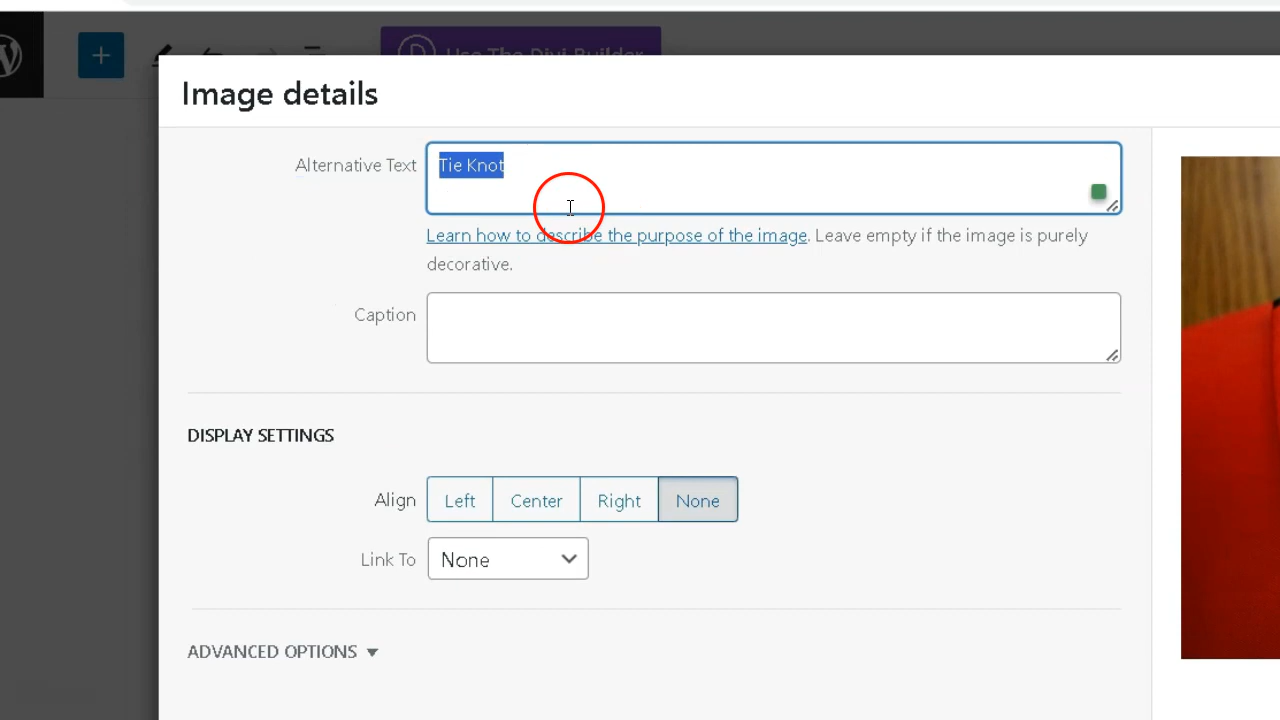 Use The Divi Builder
Image details
Alternative Text
Tie Knot
Learn how to describe the purpose of the image. Leave empty if the image is purely
decorative.
Caption
DISPLAY SETTINGS
Align
Left
Center
Right
None
Link To
None
ADVANCED OPTIONS